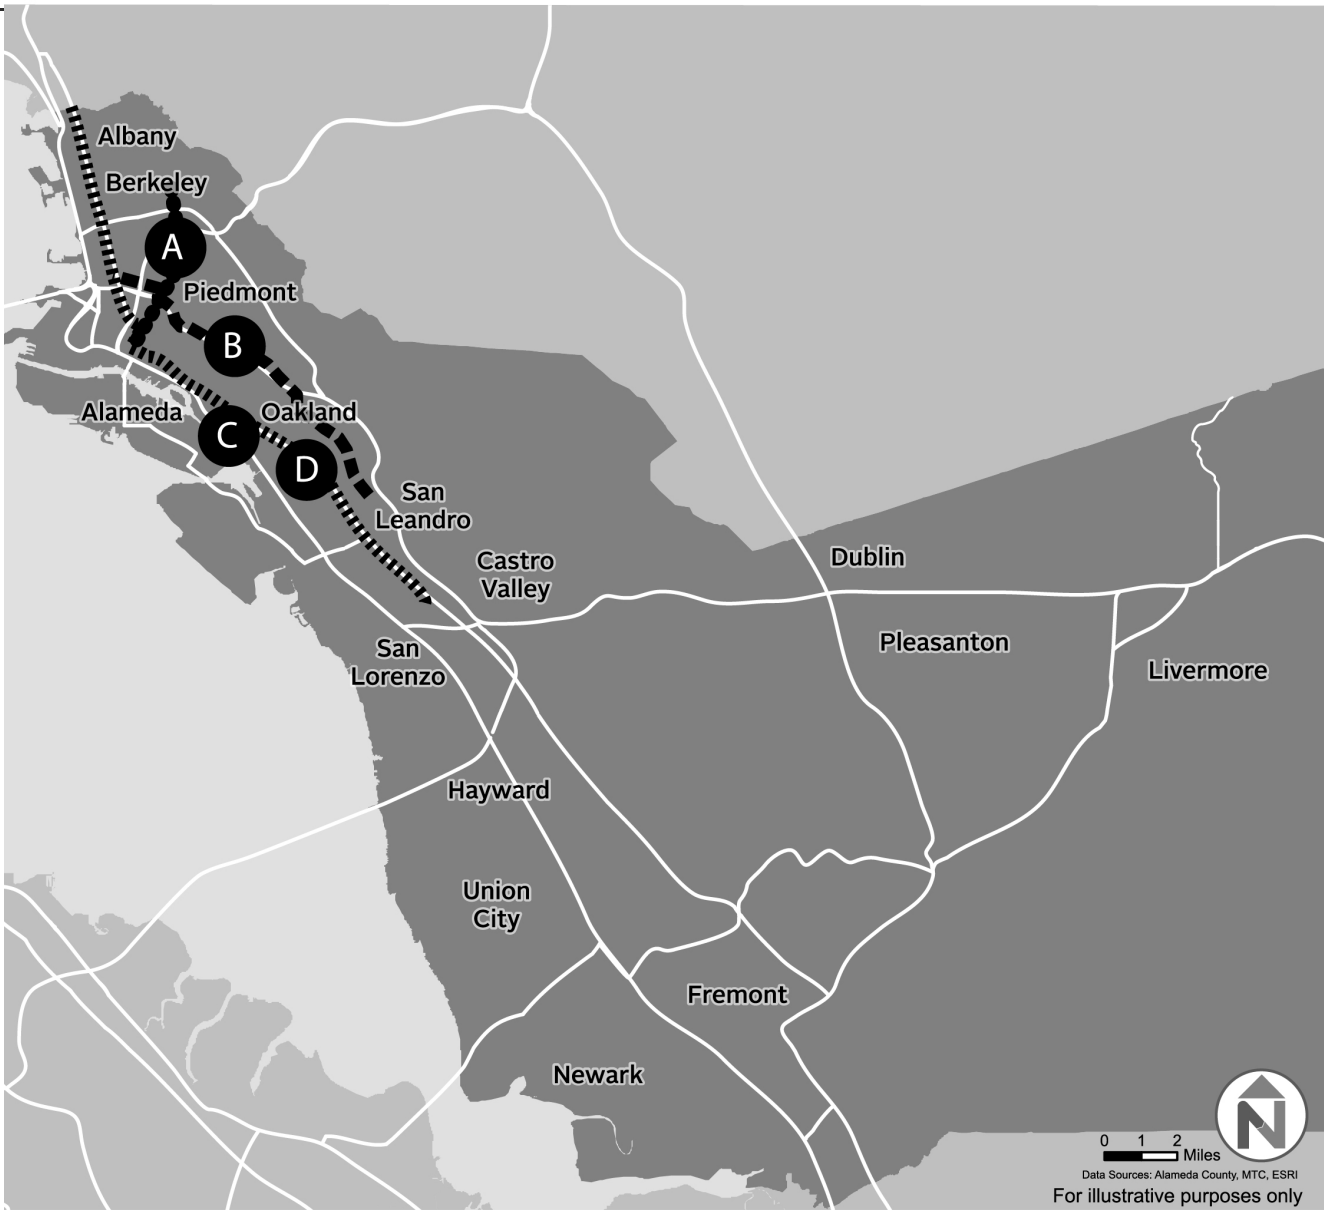 Albany
Berkeley
A
Piedmont
B
Alameda
Oakland
C
D
San
Leandro
Castro
Valley
Dublin
San
Lorenzo
Pleasanton
Livermore
Hayward
Union
City
Fremont
Newark
N
0 1 2
Miles
Data Sources: Alameda County, MTC, ESRI
For illustrative purposes only